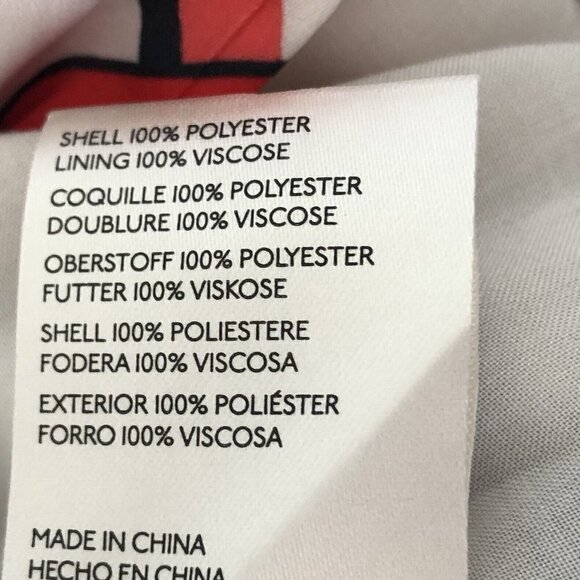 SHELL 100% POLYESTER
LINING 100% VISCOSE
COQUILLE 100% POLYESTER
DOUBLURE 100% VISCOSE
OBERSTOFF 100% POLYESTER
FUTTER 100% VISKOSE
SHELL 100% POLIESTERE
FODERA 100% VISCOSA
EXTERIOR 100% POLIÉSTER
FORRO 100% VISCOSA
MADE IN CHINA
HECHO EN CHINA